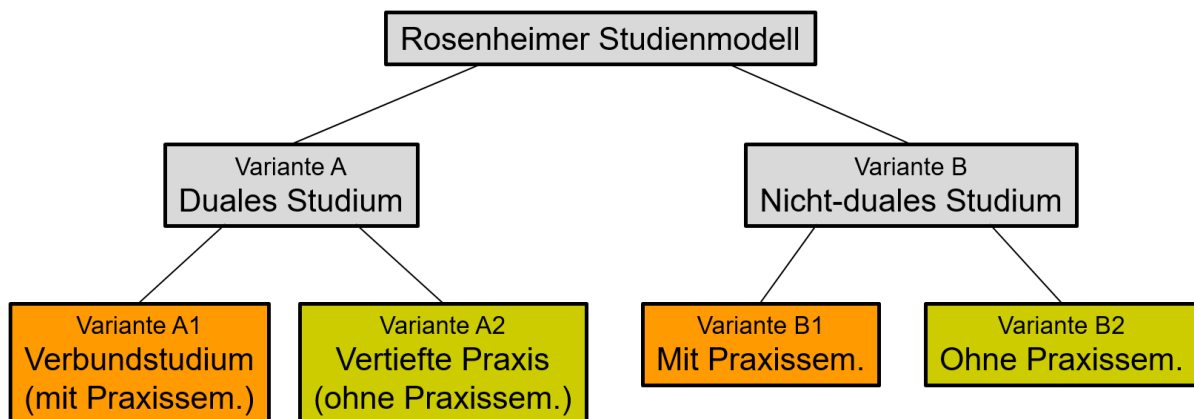 Rosenheimer Studienmodell
Variante A
Duales Studium
Variante B
Nicht-duales Studium
Variante A1
Verbundstudium
(mit Praxissem.)
Variante A2
Vertiefte Praxis
(ohne Praxissem.)
Variante B1
Mit Praxissem.
Variante B2
Ohne Praxissem.